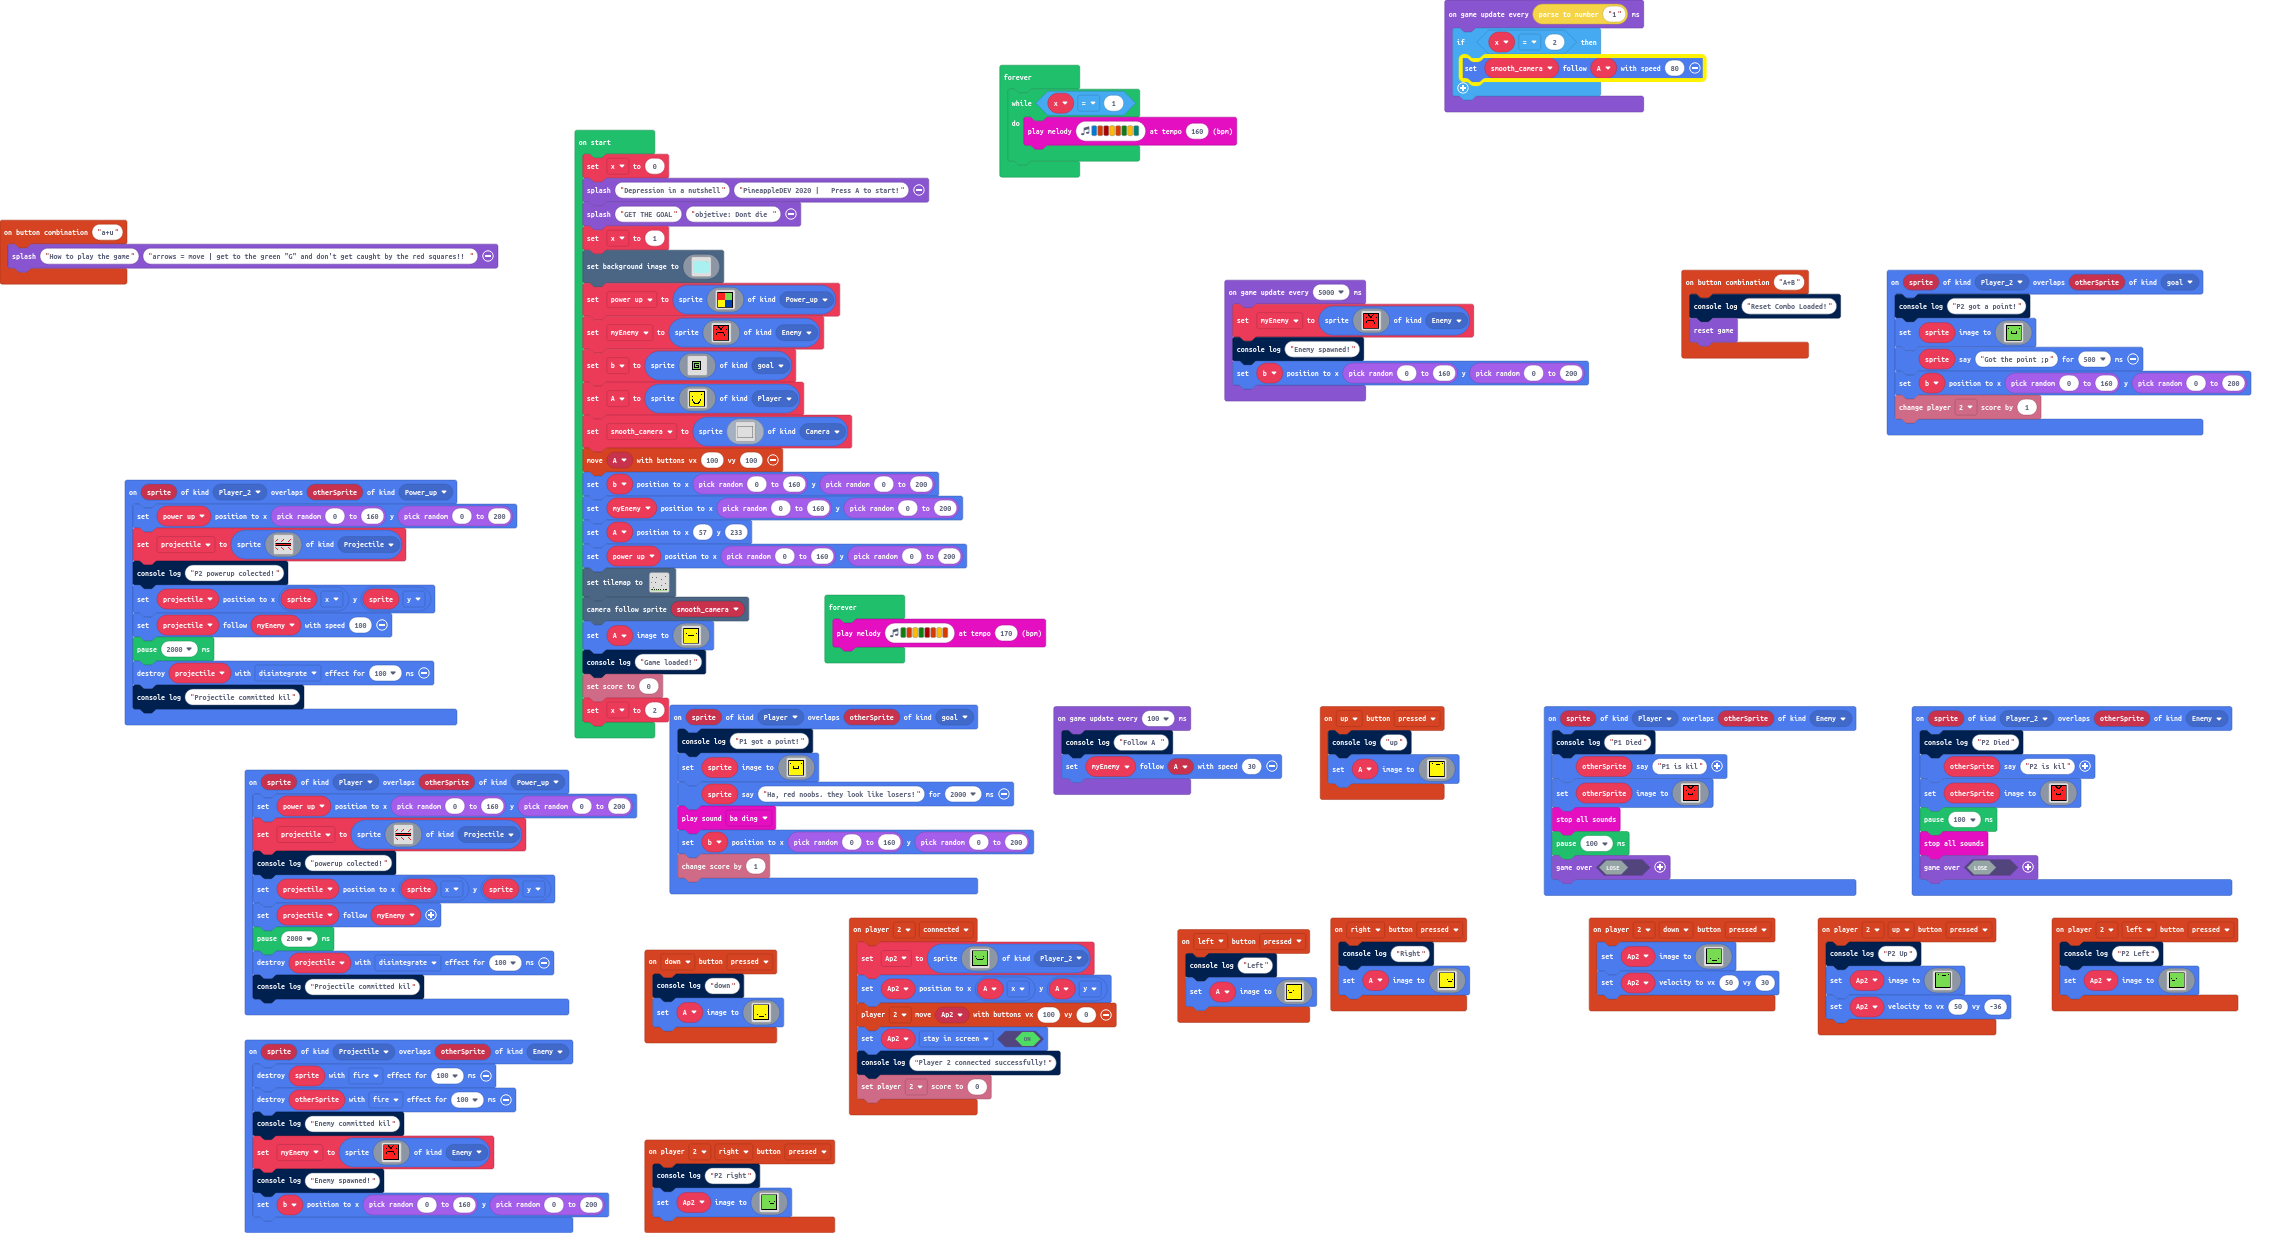 on game update every parse to number "1" ms
if x = 2 then
set smooth_camera follow A with speed 80
forever
while x = 1
do play melody at tempo 160 (bpm)
on start
set x to 0
splash "Depression in a nutshell" "PineappleDEV 2020 | Press A to start!"
splash "GET THE GOAL" "objetive: Dont die "
set x to 1
set background image to
set power up to sprite of kind Power_up
set myEnemy to sprite of kind Enemy
set b to sprite of kind goal
set A to sprite of kind Player
set smooth_camera to sprite of kind Camera
move A with buttons vx 100 vy 100
set b position to x pick random 0 to 160 y pick random 0 to 200
set myEnemy position to x pick random 0 to 160 y pick random 0 to 200
set A position to x 57 y 233
set power up position to x pick random 0 to 160 y pick random 0 to 200
set tilemap to
camera follow sprite smooth_camera
set A image to
console log "Game loaded!"
set score to 0
set x to 2
on button combination "a+u"
splash "How to play the game" "arrows = move | get to the green "G" and don't get caught by the red squares!! "
on game update every 5000 ms
set myEnemy to sprite of kind Enemy
console log "Enemy spawned!"
set b position to x pick random 0 to 160 y pick random 0 to 200
on button combination "A+B"
console log "Reset Combo Loaded!"
reset game
on sprite of kind Player_2 overlaps otherSprite of kind goal
console log "P2 got a point!"
set sprite image to
sprite say "Got the point ;p" for 500 ms
set b position to x pick random 0 to 160 y pick random 0 to 200
change player 2 score by 1
on sprite of kind Player_2 overlaps otherSprite of kind Power_up
set power up position to x pick random 0 to 160 y pick random 0 to 200
set projectile to sprite of kind Projectile
console log "P2 powerup colected!"
set projectile position to x sprite x y sprite y
set projectile follow myEnemy with speed 100
pause 2000 ms
destroy projectile with disintegrate effect for 100 ms
console log "Projectile committed kil"
forever
play melody at tempo 170 (bpm)
on sprite of kind Player overlaps otherSprite of kind goal
console log "P1 got a point!"
set sprite image to
sprite say "Ha, red noobs. they look like losers!" for 2000 ms
play sound ba ding
set b position to x pick random 0 to 160 y pick random 0 to 200
change score by 1
on game update every 100 ms
console log "Follow A "
set myEnemy follow A with speed 30
on up button pressed
console log "up"
set A image to
on sprite of kind Player overlaps otherSprite of kind Enemy
console log "P1 Died"
otherSprite say "P1 is kil"
set otherSprite image to
stop all sounds
pause 100 ms
game over LOSE
on sprite of kind Player_2 overlaps otherSprite of kind Enemy
console log "P2 Died"
otherSprite say "P2 is kil"
set otherSprite image to
pause 100 ms
stop all sounds
game over LOSE
on sprite of kind Player overlaps otherSprite of kind Power_up
set power up position to x pick random 0 to 160 y pick random 0 to 200
set projectile to sprite of kind Projectile
console log "powerup colected!"
set projectile position to x sprite x y sprite y
set projectile follow myEnemy
pause 2000 ms
destroy projectile with disintegrate effect for 100 ms
console log "Projectile committed kil"
on down button pressed
console log "down"
set A image to
on player 2 connected
set Ap2 to sprite of kind Player_2
set Ap2 position to x A x y A y
player 2 move Ap2 with buttons vx 100 vy 0
set Ap2 stay in screen ON
console log "Player 2 connected successfully!"
set player 2 score to 0
on left button pressed
console log "Left"
set A image to
on right button pressed
console log "Right"
set A image to
on player 2 down button pressed
set Ap2 image to
set Ap2 velocity to vx 50 vy 30
on player 2 up button pressed
console log "P2 Up"
set Ap2 image to
set Ap2 velocity to vx 50 vy -36
on player 2 left button pressed
console log "P2 Left"
set Ap2 image to
on sprite of kind Projectile overlaps otherSprite of kind Enemy
destroy sprite with fire effect for 100 ms
destroy otherSprite with fire effect for 100 ms
console log "Enemy committed kil"
set myEnemy to sprite of kind Enemy
console log "Enemy spawned!"
set b position to x pick random 0 to 160 y pick random 0 to 200
on player 2 right button pressed
console log "P2 right"
set Ap2 image to